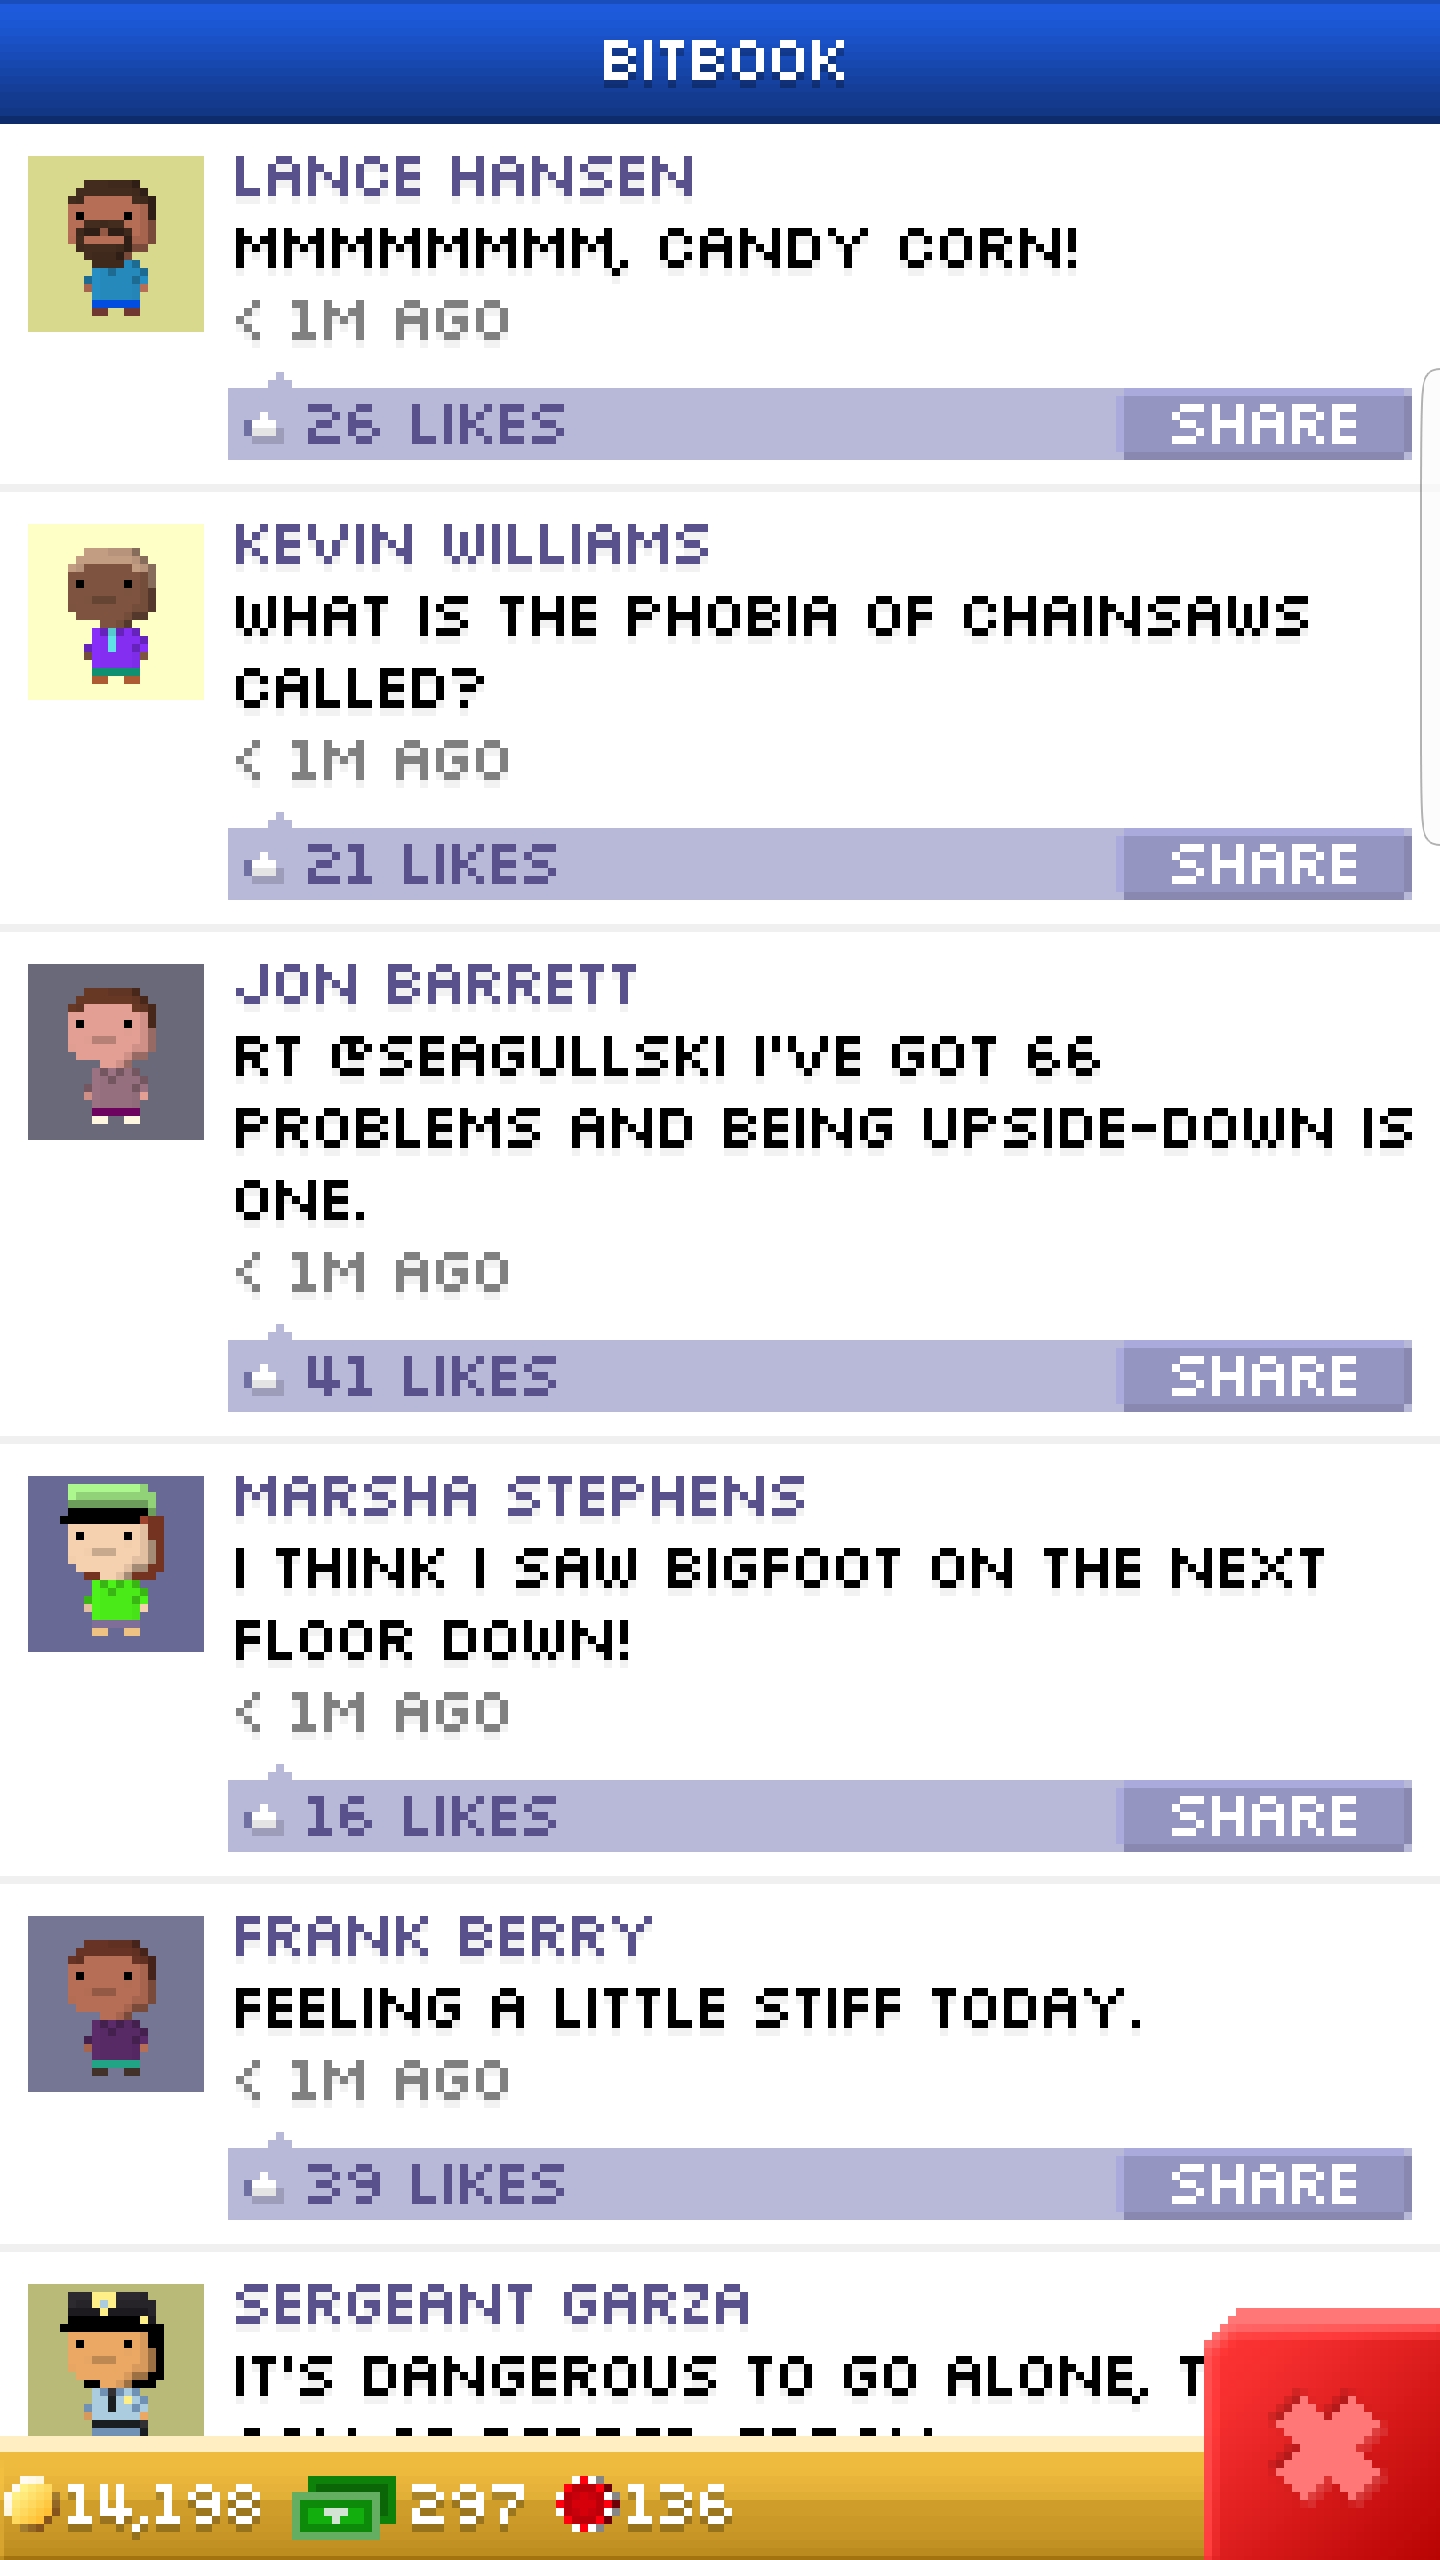 BITBOOK
LANCE HANSEN
MMMMMMMM, CANDY CORN!
< 1M AGO
26 LIKES
SHARE
KEVIN WILLIAMS
WHAT IS THE PHOBIA OF CHAINSAWS
CALLED?
< 1M AGO
21 LIKES
SHARE
JON BARRETT
RT @SEAGULLSKI I'VE GOT 66
PROBLEMS AND BEING UPSIDE-DOWN IS
ONE.
< 1M AGO
41 LIKES
SHARE
MARSHA STEPHENS
I THINK I SAW BIGFOOT ON THE NEXT
FLOOR DOWN!
< 1M AGO
16 LIKES
SHARE
FRANK BERRY
FEELING A LITTLE STIFF TODAY.
< 1M AGO
39 LIKES
SHARE
SERGEANT GARZA
IT'S DANGEROUS TO GO ALONE,
14,198 297 136